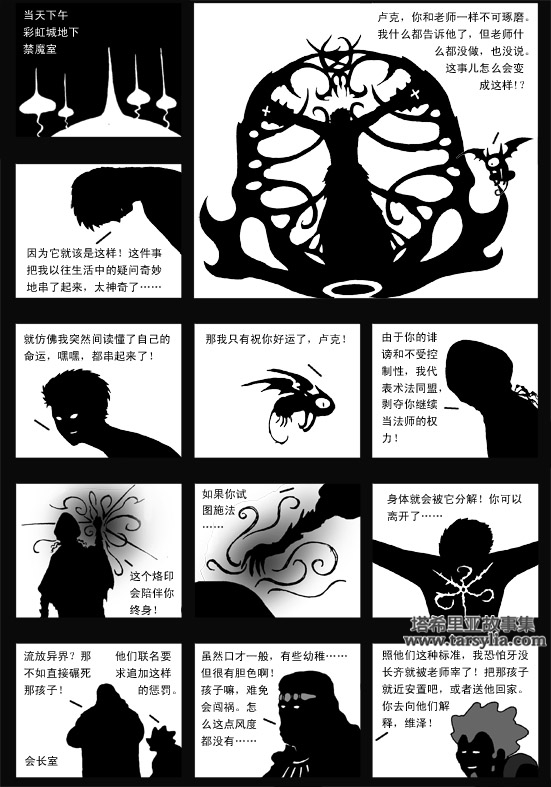 当天下午
彩虹城地下
禁魔室
卢克，你和老师一样不可琢磨。
我什么都告诉他了，但老师什
么都没做，也没说。
这事儿怎么会变
成这样！？
因为它就该是这样！这件事
把我以往生活中的疑问奇妙
地串了起来，太神奇了……
就仿佛我突然间读懂了自己的
命运，嘿嘿，都串起来了！
那我只有祝你好运了，卢克！
由于你的诽
谤和不受控
制性，我代
表术法同盟，
剥夺你继续
当法师的权
力！
这个烙印
会陪伴你
终身！
如果你试
图施法
……
身体就会被它分解！你可以
离开了……
塔希里亚故事集
www.tarsylia.com
流放异界？那
不如直接碾死
那孩子！
他们联名要
求追加这样
的惩罚。
会长室
虽然口才一般，有些幼稚……
但很有胆色啊！
孩子嘛，难免
会闯祸。怎
么这点风度
都没有……
照他们这种标准，我恐怕牙没
长齐就被老师宰了！把那孩子
就近安置吧，或者送他回家。
你去向他们解
释，维泽！